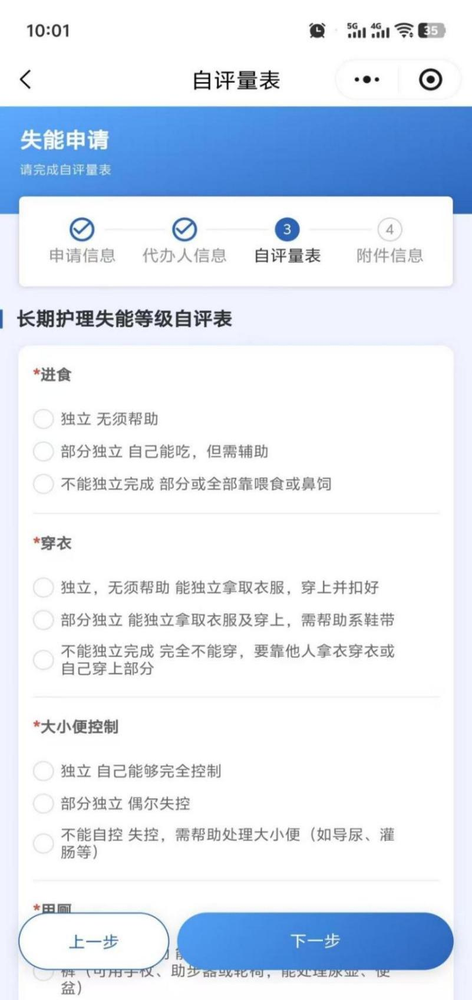 10:01
5G
4G
35
自评量表
失能申请
请完成自评量表
3
4
申请信息
代办人信息
自评量表
附件信息
长期护理失能等级自评表
*进食
独立 无须帮助
部分独立 自己能吃，但需辅助
不能独立完成 部分或全部靠喂食或鼻饲
*穿衣
独立，无须帮助 能独立拿取衣服，穿上并扣好
部分独立 能独立拿取衣服及穿上，需帮助系鞋带
不能独立完成 完全不能穿，要靠他人拿衣穿衣或
自己穿上部分
*大小便控制
独立 自己能够完全控制
部分独立 偶尔失控
不能自控 失控，需帮助处理大小便（如导尿、灌
肠等）
*用厕
上一步
下一步
裤（可用手杖、助步器或轮椅，能处理尿壶、便
盆）